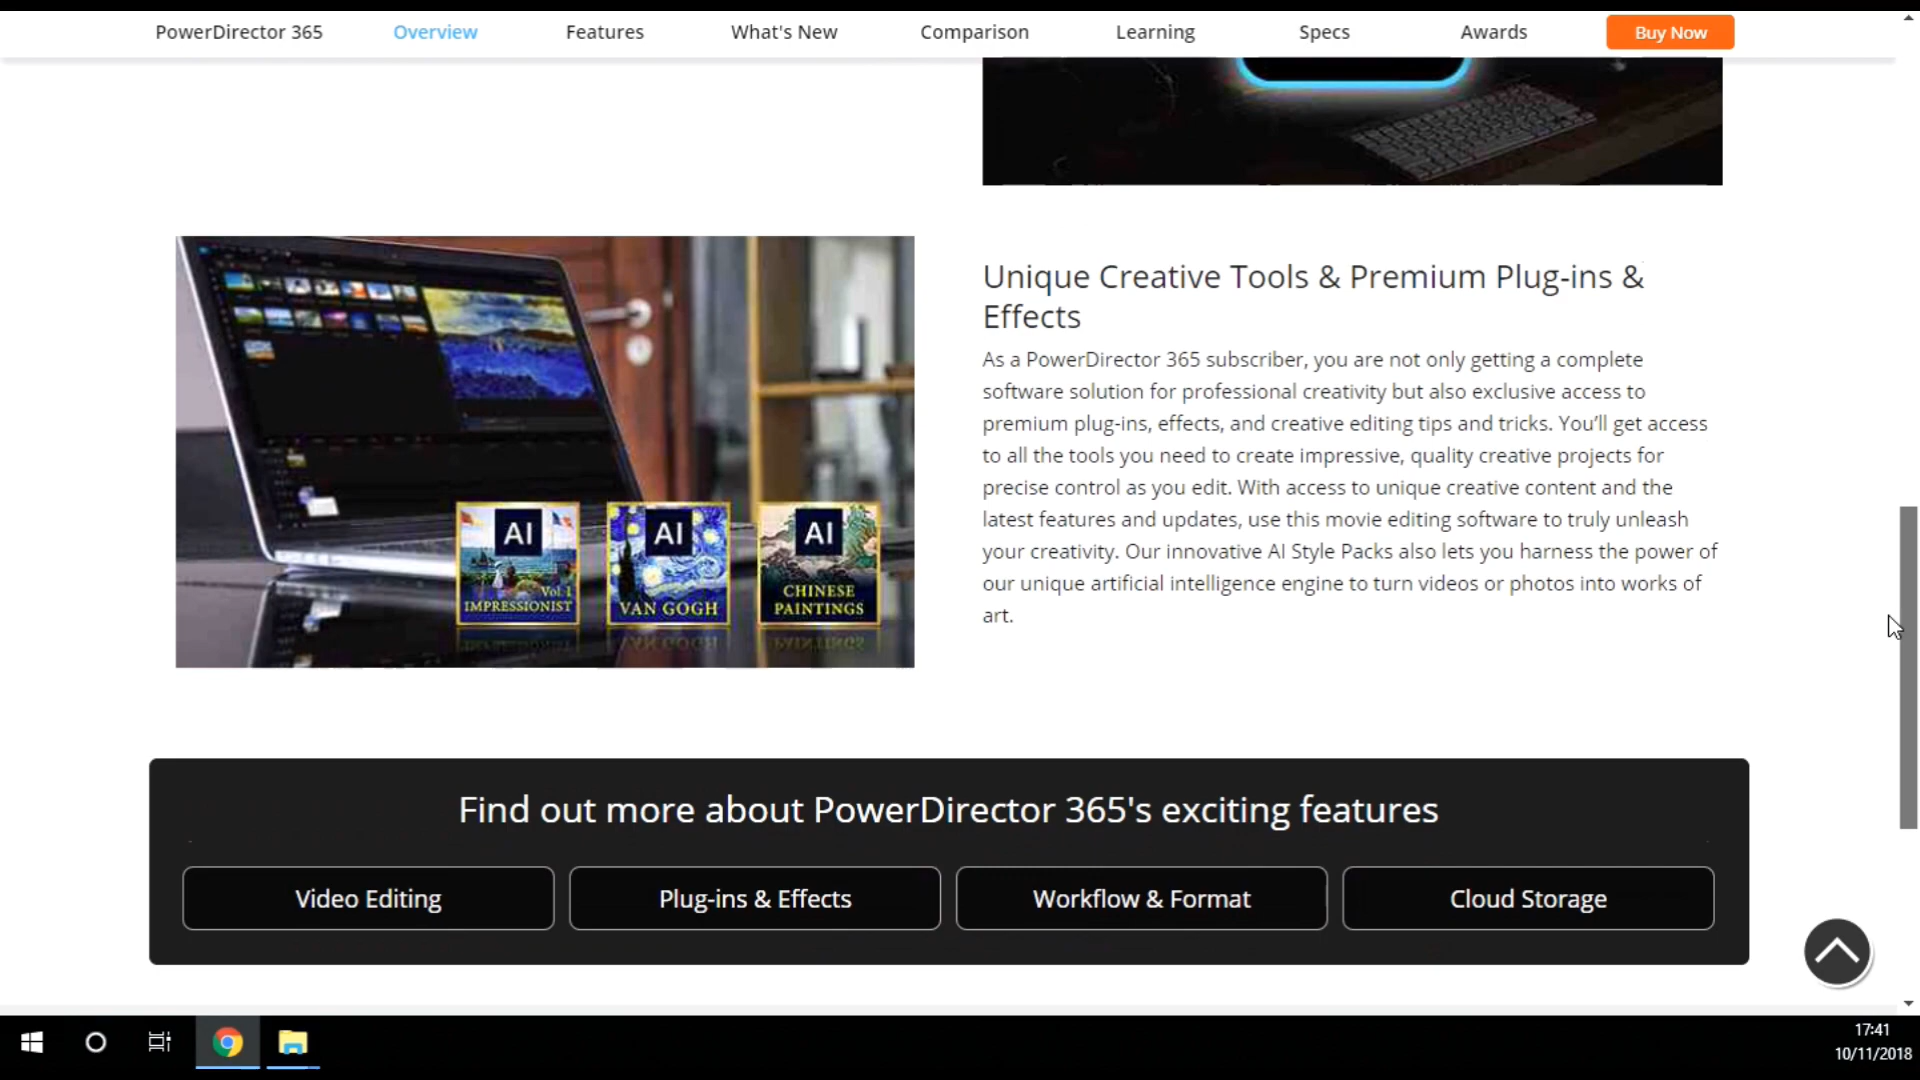 PowerDirector 365 Overview Features What's New Comparison Learning Specs Awards Buy Now
Unique Creative Tools & Premium Plug-ins &
Effects
As a PowerDirector 365 subscriber, you are not only getting a complete
software solution for professional creativity but also exclusive access to
premium plug-ins, effects, and creative editing tips and tricks. You’ll get access
to all the tools you need to create impressive, quality creative projects for
precise control as you edit. With access to unique creative content and the
latest features and updates, use this movie editing software to truly unleash
your creativity. Our innovative AI Style Packs also lets you harness the power of
our unique artificial intelligence engine to turn videos or photos into works of
art.
AI
Vol.1
IMPRESSIONIST
AI
VAN GOGH
AI
CHINESE
PAINTINGS
Find out more about PowerDirector 365's exciting features
Video Editing Plug-ins & Effects Workflow & Format Cloud Storage
17:41
10/11/2018